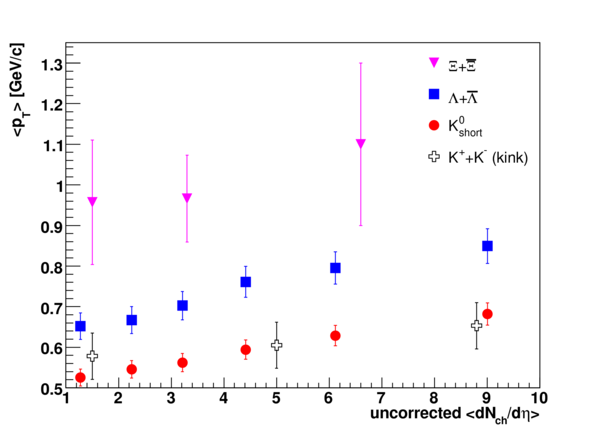 <p_T> [GeV/c]
1.3
1.2
1.1
1
0.9
0.8
0.7
0.6
0.5
Ξ+Ξ̅
Λ+Λ̅
K⁰_short
K⁺+K⁻ (kink)
1 2 3 4 5 6 7 8 9 10
uncorrected <dN_ch/dη>